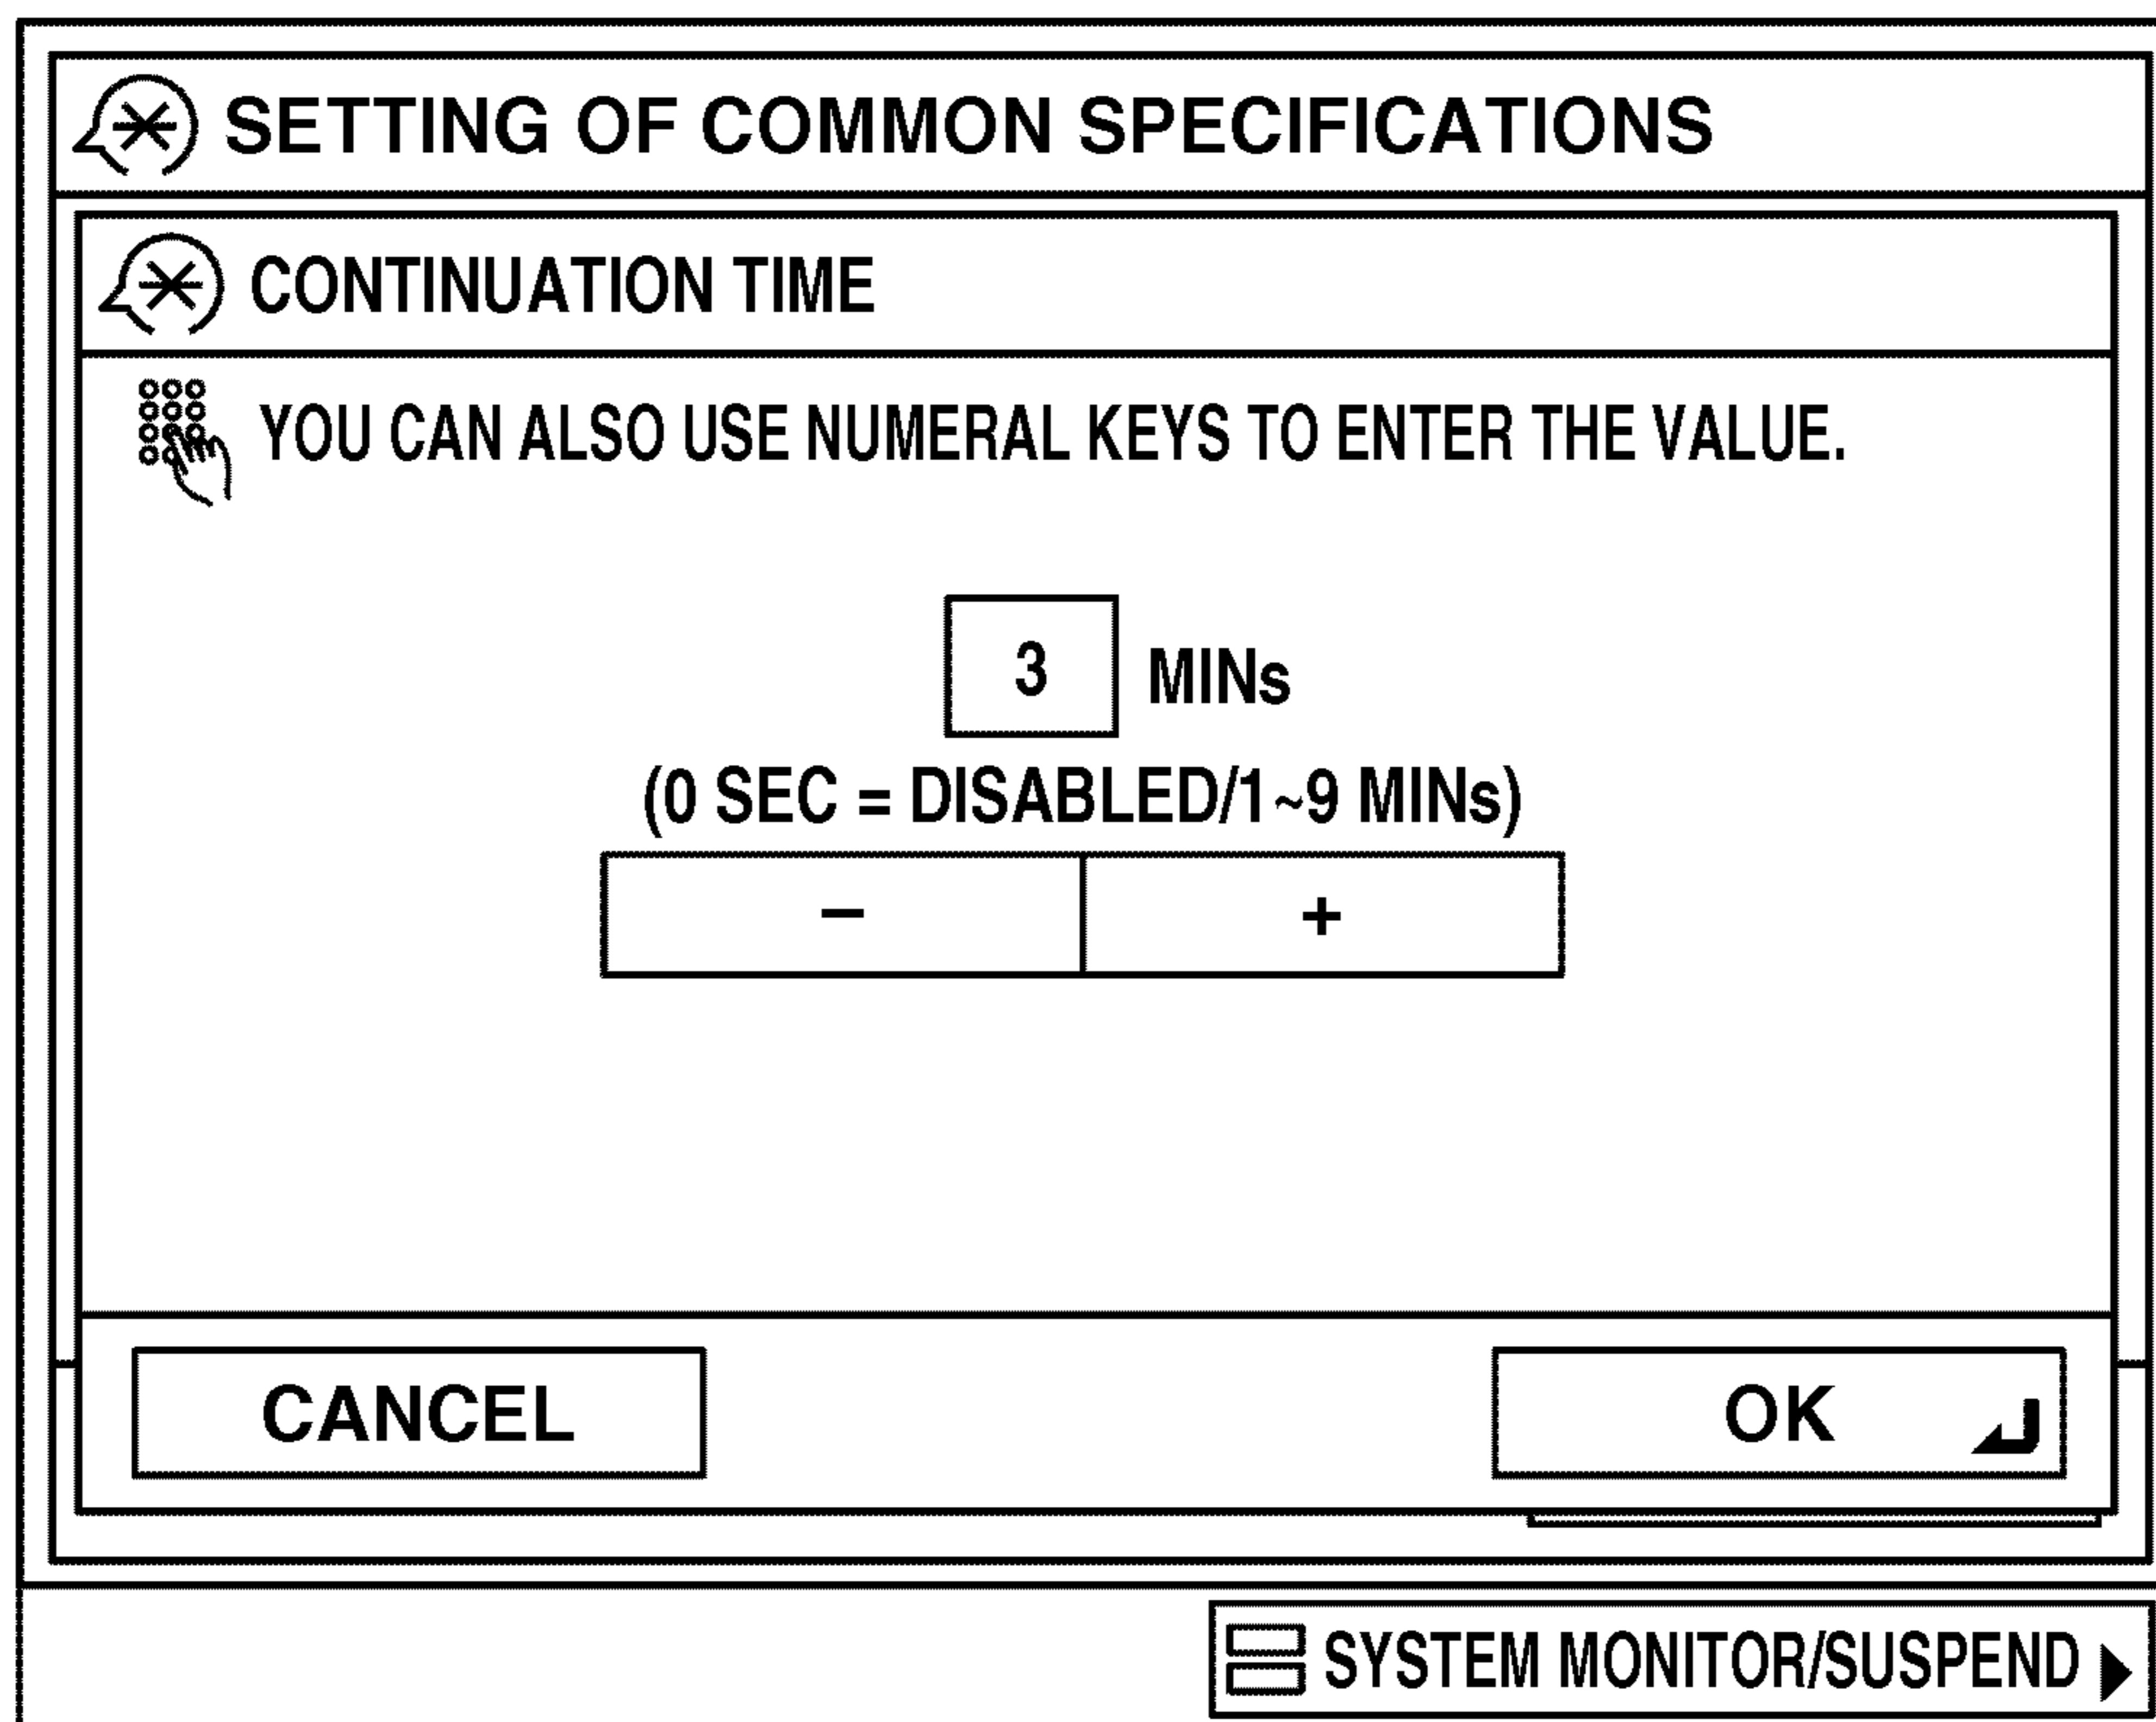 SETTING OF COMMON SPECIFICATIONS
CONTINUATION TIME
YOU CAN ALSO USE NUMERAL KEYS TO ENTER THE VALUE.
3 MINs
(0 SEC = DISABLED/1~9 MINs)
– +
CANCEL OK
SYSTEM MONITOR/SUSPEND